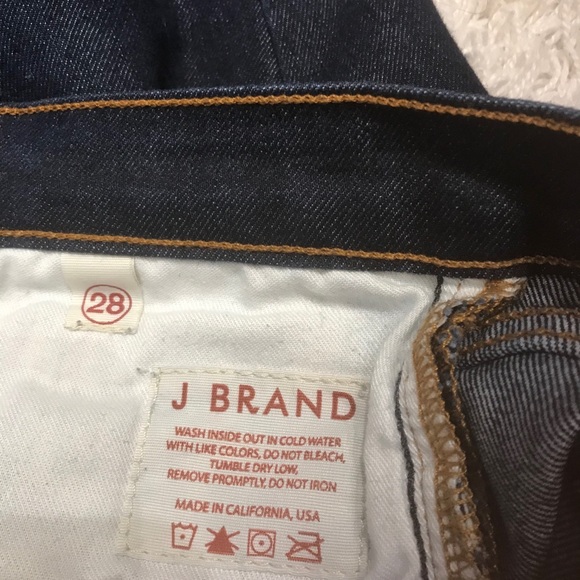 28
J BRAND
WASH INSIDE OUT IN COLD WATER
WITH LIKE COLORS, DO NOT BLEACH,
TUMBLE DRY LOW,
REMOVE PROMPTLY, DO NOT IRON
MADE IN CALIFORNIA, USA